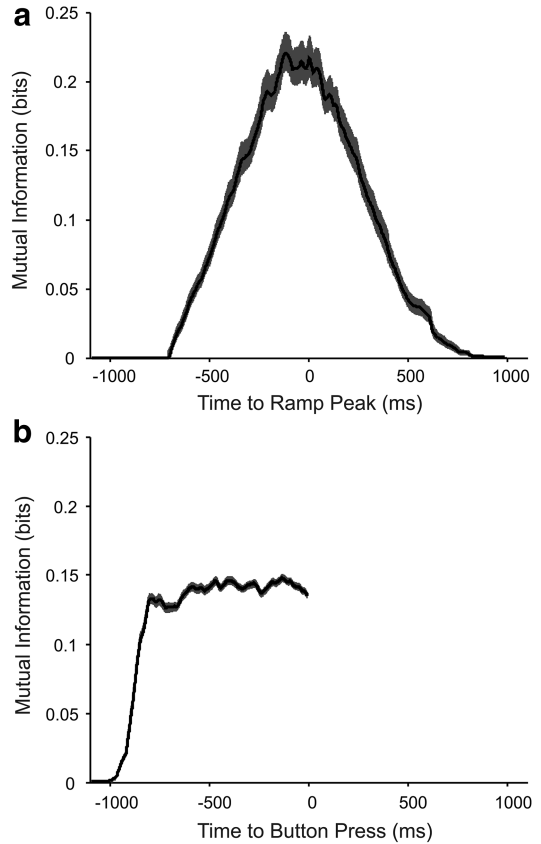 a
0.25
0.2
0.15
0.1
0.05
0
Mutual Information (bits)
-1000 -500 0 500 1000
Time to Ramp Peak (ms)
b
0.25
0.2
0.15
0.1
0.05
0
Mutual Information (bits)
-1000 -500 0 500 1000
Time to Button Press (ms)